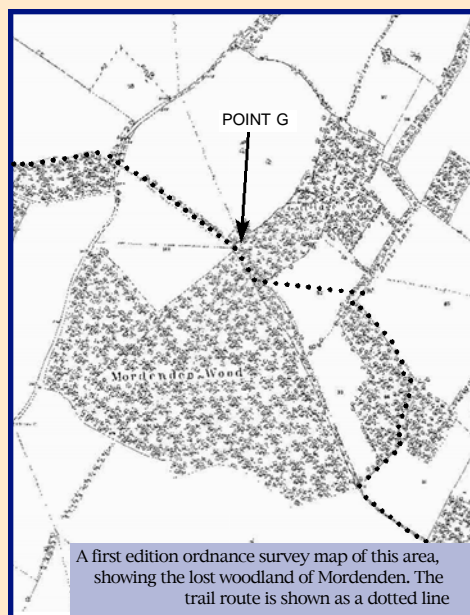 POINT G
Mordenden Wood
A first edition ordnance survey map of this area,
showing the lost woodland of Mordenden. The
trail route is shown as a dotted line